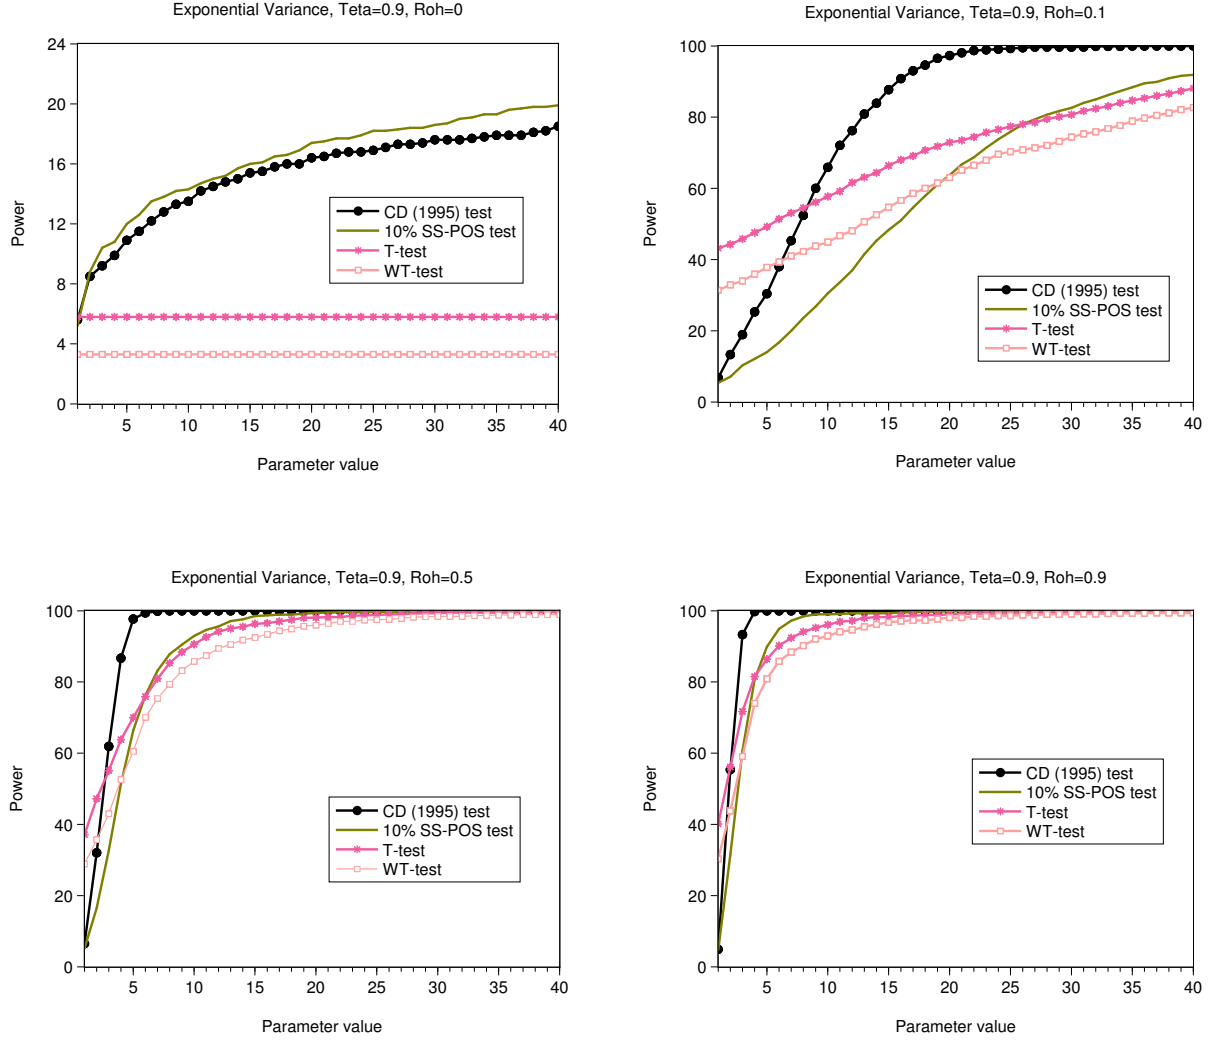 Exponential Variance, Teta=0.9, Roh=0
24
20
16
12
8
4
0
Power
CD (1995) test
10% SS-POS test
T-test
WT-test
5 10 15 20 25 30 35 40
Parameter value
Exponential Variance, Teta=0.9, Roh=0.1
100
80
60
40
20
0
Power
CD (1995) test
10% SS-POS test
T-test
WT-test
5 10 15 20 25 30 35 40
Parameter value
Exponential Variance, Teta=0.9, Roh=0.5
100
80
60
40
20
0
Power
CD (1995) test
10% SS-POS test
T-test
WT-test
5 10 15 20 25 30 35 40
Parameter value
Exponential Variance, Teta=0.9, Roh=0.9
100
80
60
40
20
0
Power
CD (1995) test
10% SS-POS test
T-test
WT-test
5 10 15 20 25 30 35 40
Parameter value